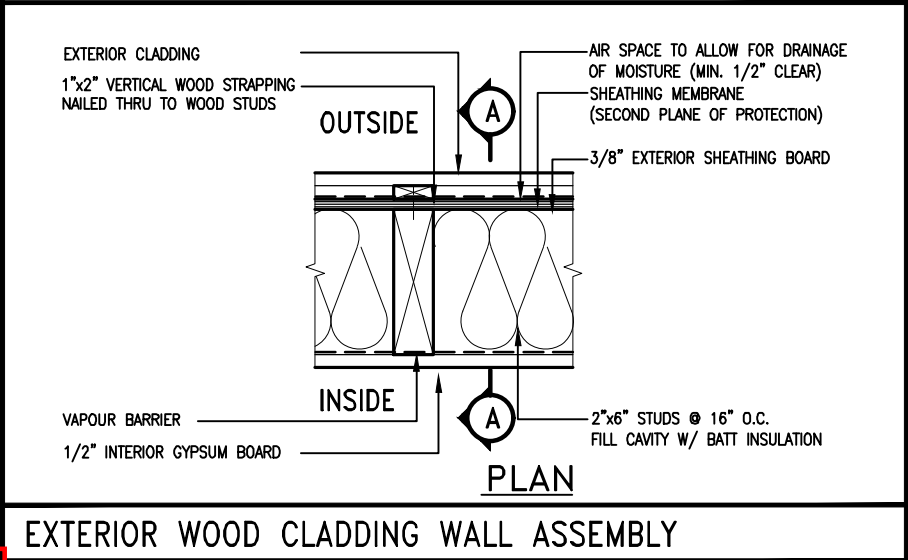 EXTERIOR CLADDING
1"x2" VERTICAL WOOD STRAPPING
NAILED THRU TO WOOD STUDS
OUTSIDE
A
AIR SPACE TO ALLOW FOR DRAINAGE
OF MOISTURE (MIN. 1/2" CLEAR)
SHEATHING MEMBRANE
(SECOND PLANE OF PROTECTION)
3/8" EXTERIOR SHEATHING BOARD
INSIDE
A
VAPOUR BARRIER
1/2" INTERIOR GYPSUM BOARD
2"x6" STUDS @ 16" O.C.
FILL CAVITY W/ BATT INSULATION
PLAN
EXTERIOR WOOD CLADDING WALL ASSEMBLY